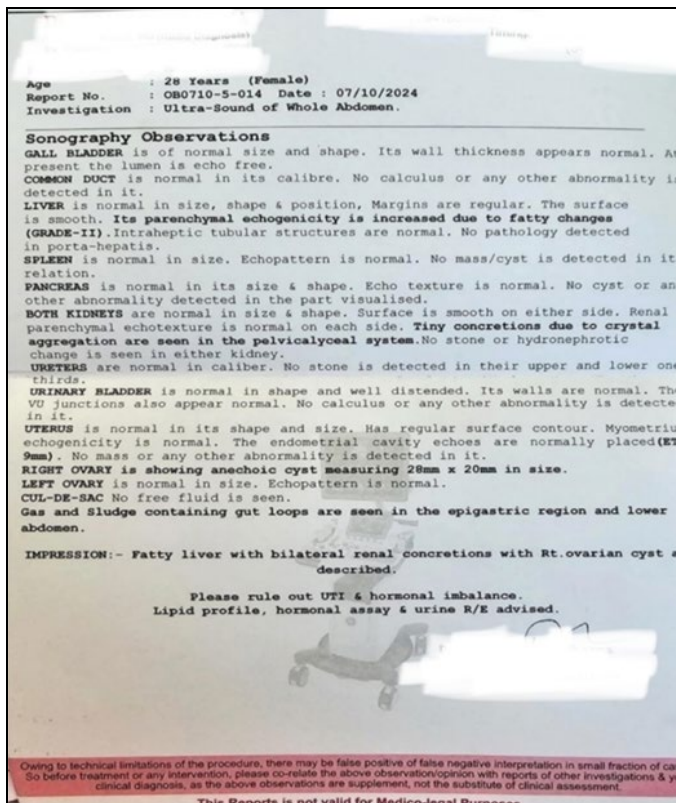 Age : 28 Years (Female)
Report No. : OB0710-5-014 Date : 07/10/2024
Investigation : Ultra-Sound of Whole Abdomen.
Sonography Observations
GALL BLADDER is of normal size and shape. Its wall thickness appears normal. At
present the lumen is echo free.
COMMON DUCT is normal in its calibre. No calculus or any other abnormality is
detected in it.
LIVER is normal in size, shape & position, Margins are regular. The surface
is smooth. Its parenchymal echogenicity is increased due to fatty changes
(GRADE-II).Intraheptic tubular structures are normal. No pathology detected
in porta-hepatis.
SPLEEN is normal in size. Echopattern is normal. No mass/cyst is detected in it
relation.
PANCREAS is normal in its size & shape. Echo texture is normal. No cyst or an
other abnormality detected in the part visualised.
BOTH KIDNEYS are normal in size & shape. Surface is smooth on either side. Renal
parenchymal echotexture is normal on each side. Tiny concretions due to crystal
aggregation are seen in the pelvicalyceal system.No stone or hydronephrotic
change is seen in either kidney.
URETERS are normal in caliber. No stone is detected in their upper and lower one
thirds.
URINARY BLADDER is normal in shape and well distended. Its walls are normal. The
VU junctions also appear normal. No calculus or any other abnormality is detecte
in it.
UTERUS is normal in its shape and size. Has regular surface contour. Myometriu
echogenicity is normal. The endometrial cavity echoes are normally placed(ET
9mm). No mass or any other abnormality is detected in it.
RIGHT OVARY is showing anechoic cyst measuring 28mm x 20mm in size.
LEFT OVARY is normal in size. Echopattern is normal.
CUL-DE-SAC No free fluid is seen.
Gas and Sludge containing gut loops are seen in the epigastric region and lower
abdomen.
IMPRESSION:- Fatty liver with bilateral renal concretions with Rt.ovarian cyst a
described.
Please rule out UTI & hormonal imbalance.
Lipid profile, hormonal assay & urine R/E advised.
Owing to technical limitations of the procedure, there may be false positive of false negative interpretation in small fraction of ca
So before treatment or any intervention, please co-relate the above observation/opinion with reports of other investigations & y
clinical diagnosis, as the above observations are supplement, not the substitute of clinical assessment.
This Reports is not valid for Medico-legal Purposes